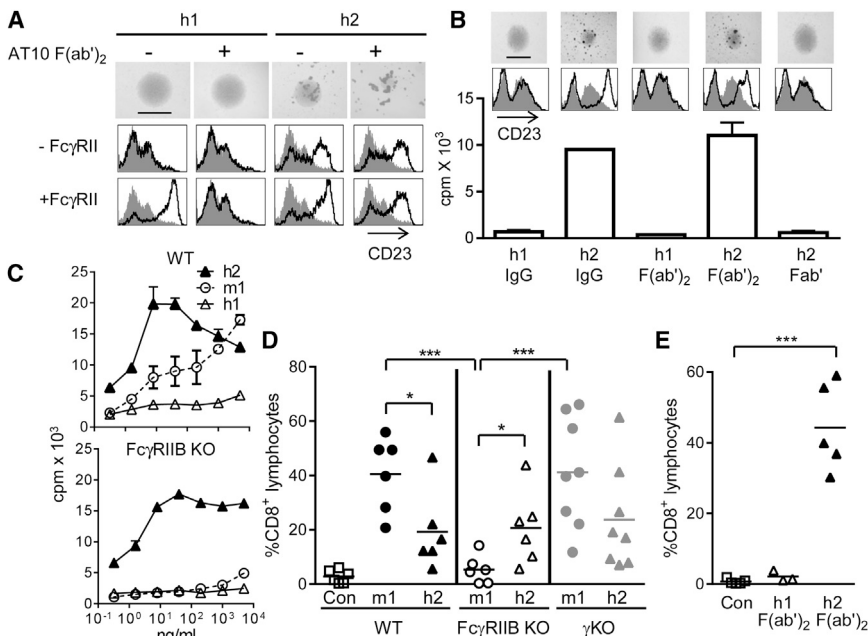 A
h1
h2
AT10 F(ab')₂
- + - +
- FcγRII
+FcγRII
CD23
B
CD23
cpm X 10³
15
10
5
0
h1 IgG
h2 IgG
h1 F(ab')₂
h2 F(ab')₂
h2 Fab'
C
WT
h2
m1
h1
25
20
15
10
5
0
cpm x 10³
FcγRIIB KO
25
20
15
10
5
0
10⁻¹ 10⁰ 10¹ 10² 10³ 10⁴ 10⁵
ng/ml
D
%CD8⁺ lymphocytes
80
60
40
20
0
***
***
*
*
Con m1 h2 m1 h2 m1 h2
WT FcγRIIB KO γKO
E
%CD8⁺ lymphocytes
60
40
20
0
***
Con
h1 F(ab')₂
h2 F(ab')₂